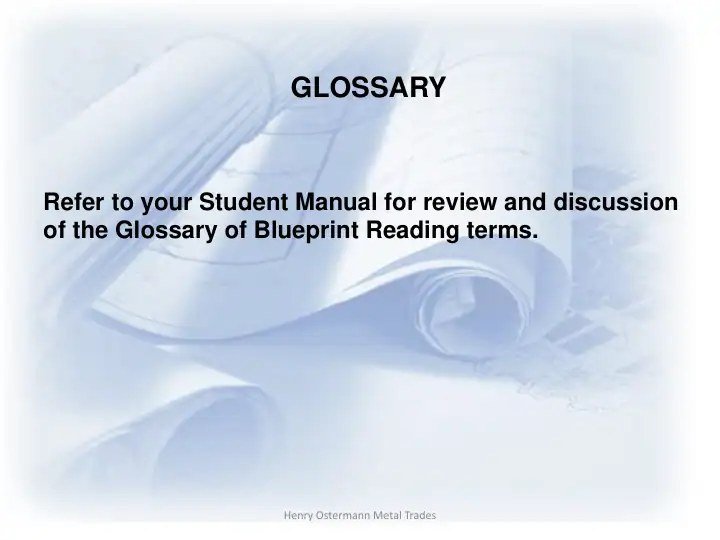 GLOSSARY
Refer to your Student Manual for review and discussion
of the Glossary of Blueprint Reading terms.
Henry Ostermann Metal Trades